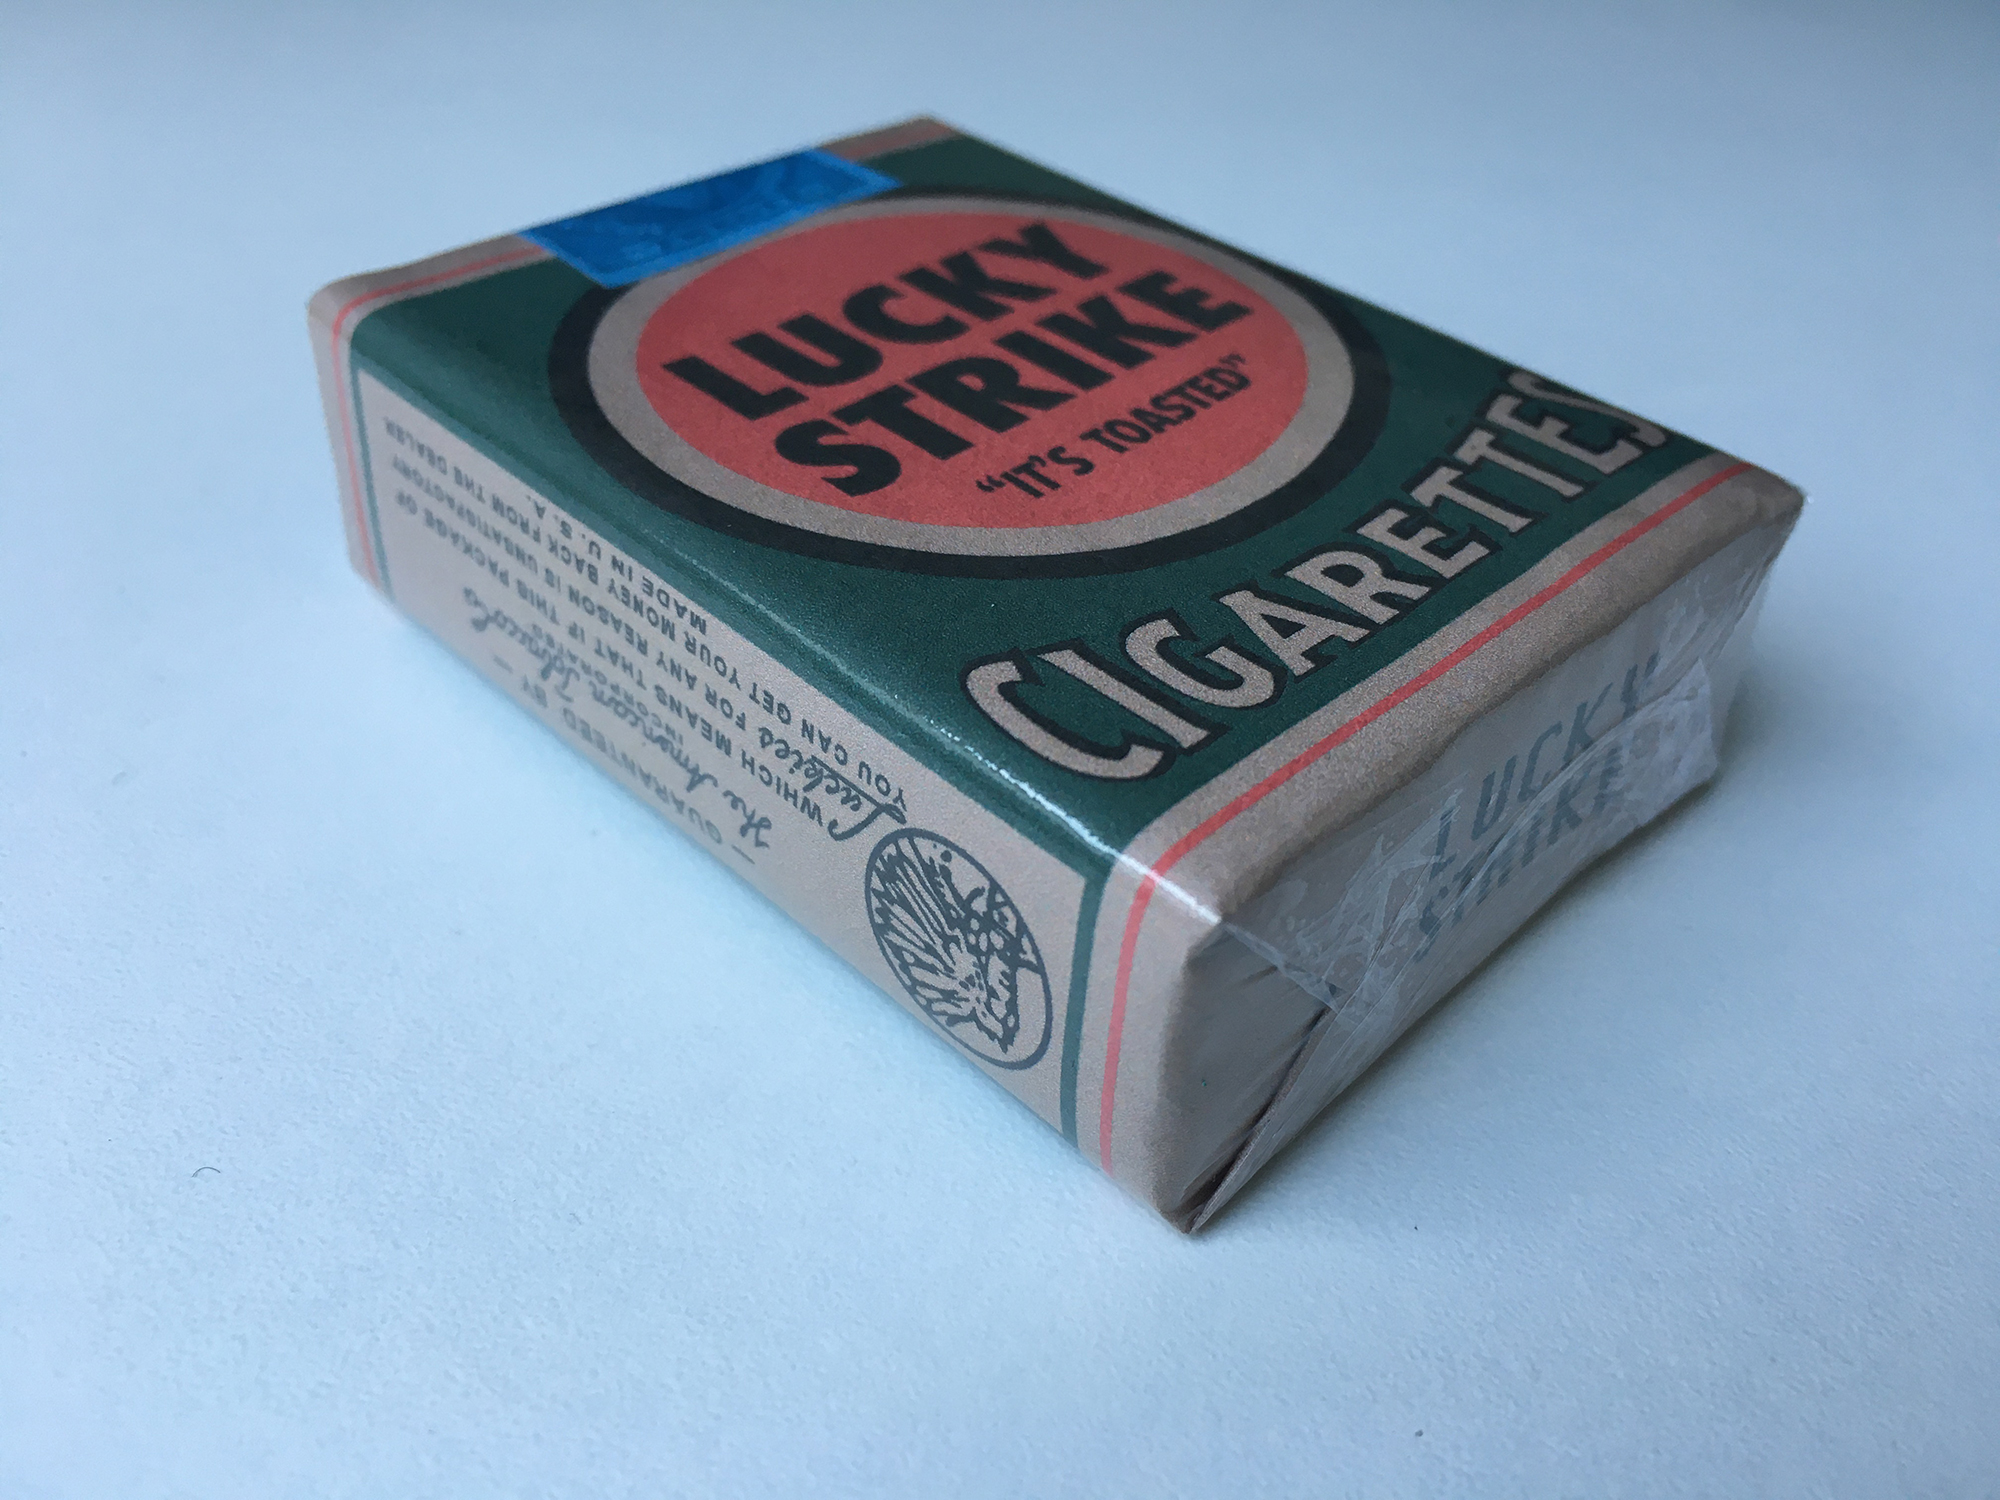 LUCKY
STRIKE
“IT'S TOASTED”
CIGARETTES
— GUARANTEED BY —
The American Tobacco Co
INCORPORATED
WHICH MEANS THAT IF THIS PACKAGE OF
Luckies FOR ANY REASON IS UNSATISFACTORY
YOU CAN GET YOUR MONEY BACK FROM THE DEALER
MADE IN U. S. A.
LUCKY
STRIKE